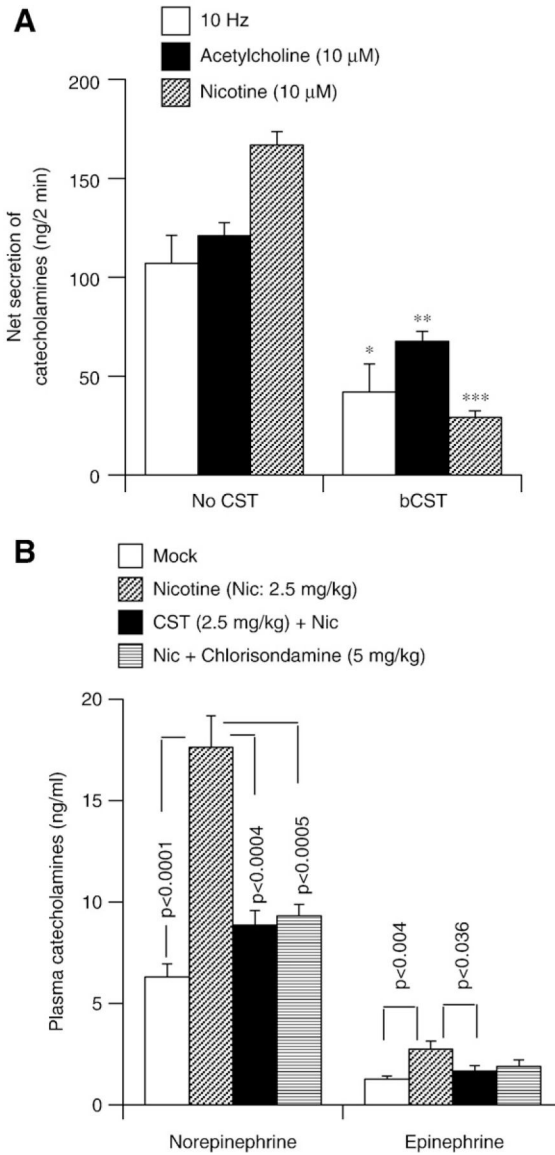 A
10 Hz
Acetylcholine (10 μM)
Nicotine (10 μM)
Net secretion of
catecholamines (ng/2 min)
200
150
100
50
0
*
**
***
No CST
bCST
B
Mock
Nicotine (Nic: 2.5 mg/kg)
CST (2.5 mg/kg) + Nic
Nic + Chlorisondamine (5 mg/kg)
Plasma catecholamines (ng/ml)
20
15
10
5
0
p<0.0001
p<0.0004
p<0.0005
p<0.004
p<0.036
Norepinephrine
Epinephrine